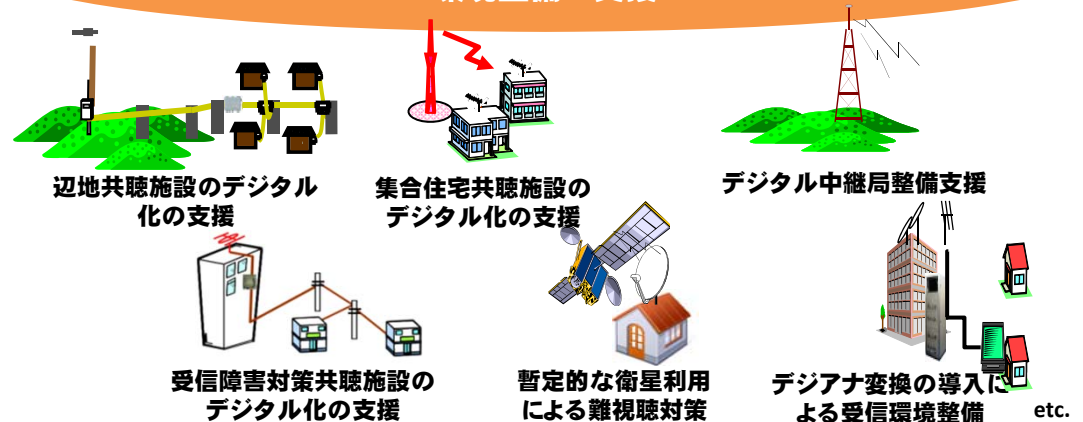 辺地共聴施設のデジタル
化の支援
集合住宅共聴施設の
デジタル化の支援
デジタル中継局整備支援
受信障害対策共聴施設の
デジタル化の支援
暫定的な衛星利用
による難視聴対策
デジアナ変換の導入に
よる受信環境整備
etc.